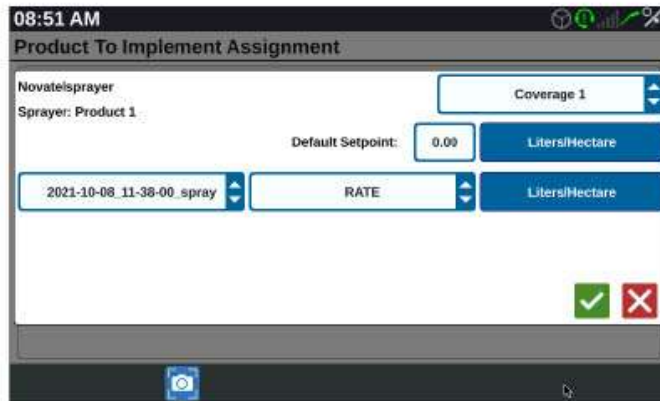 08:51 AM
Product To Implement Assignment
Novatelsprayer
Coverage 1
Sprayer: Product 1
Default Setpoint: 0.00 Liters/Hectare
2021-10-08_11-38-00_spray RATE Liters/Hectare